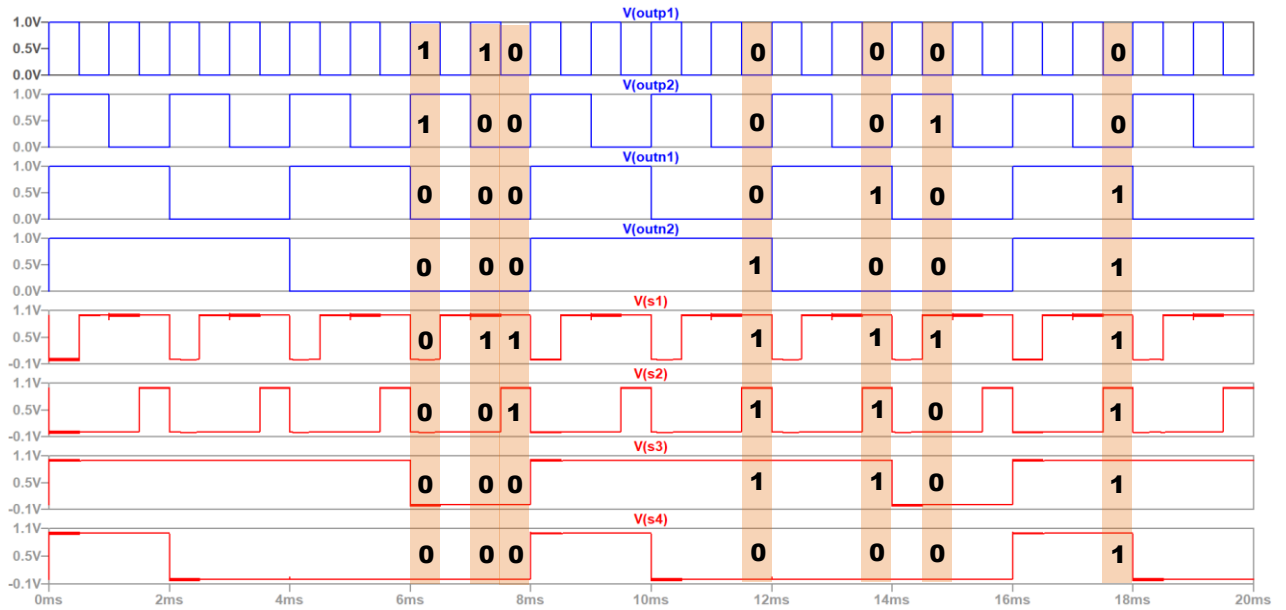 V(outp1)
1.0V
0.5V
0.0V
1 1 0 0 0 0 0
V(outp2)
1.0V
0.5V
0.0V
1 0 0 0 0 1 0
V(outn1)
1.0V
0.5V
0.0V
0 0 0 0 1 0 1
V(outn2)
1.0V
0.5V
0.0V
0 0 0 1 0 0 1
V(s1)
1.1V
0.5V
-0.1V
0 1 1 1 1 1 1
V(s2)
1.1V
0.5V
-0.1V
0 0 1 1 1 0 1
V(s3)
1.1V
0.5V
-0.1V
0 0 0 1 1 0 1
V(s4)
1.1V
0.5V
-0.1V
0 0 0 0 0 0 1
0ms 2ms 4ms 6ms 8ms 10ms 12ms 14ms 16ms 18ms 20ms